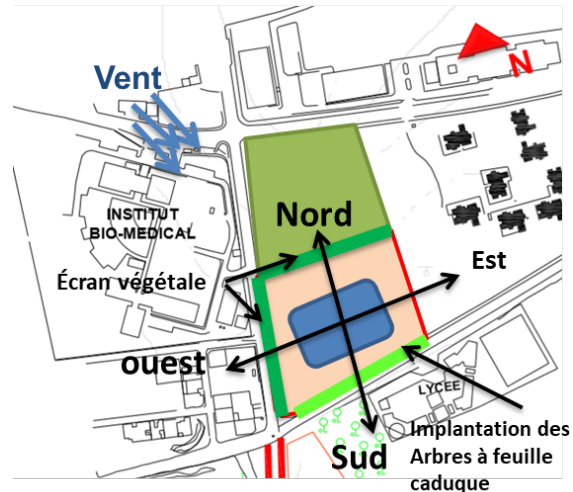 Vent
N
INSTITUT
BIO-MEDICAL
Nord
Est
Écran végétale
ouest
LYCEE
Sud
Implantation des
Arbres à feuille
caduque